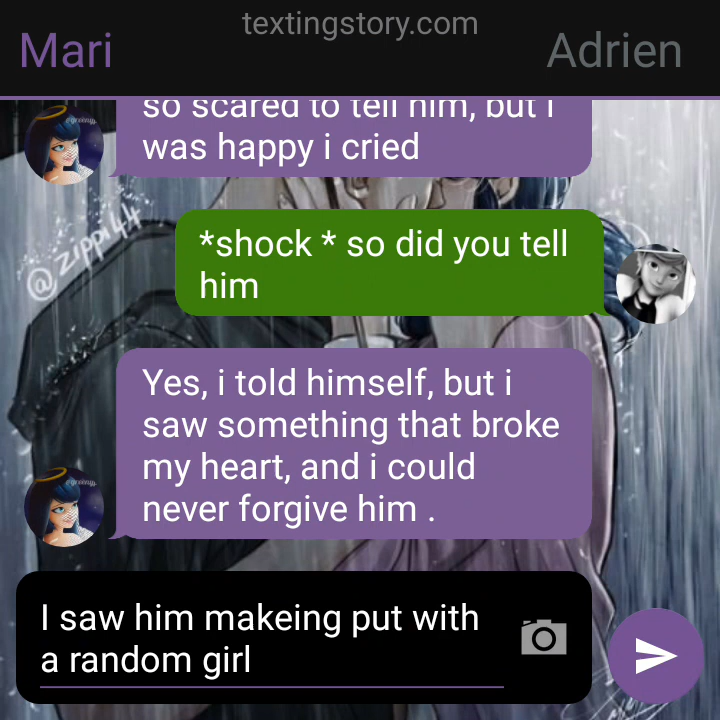 textingstory.com
Mari
Adrien
so scared to tell him, but i
was happy i cried
@zippi44
*shock * so did you tell
him
Yes, i told himself, but i
saw something that broke
my heart, and i could
never forgive him .
I saw him makeing put with
a random girl